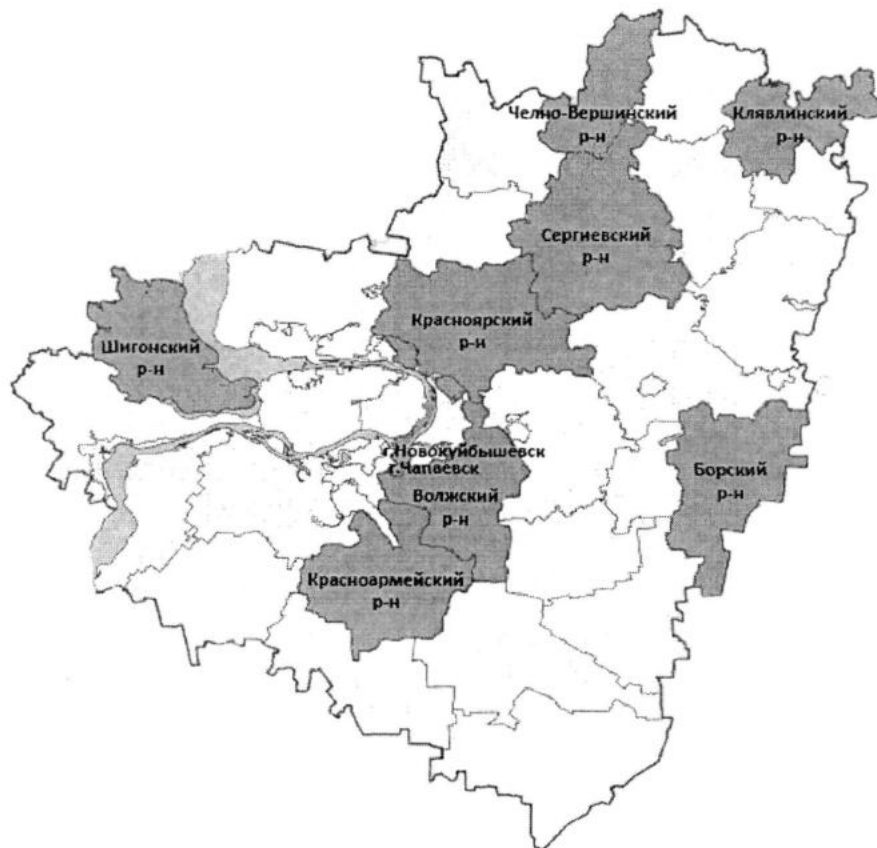 Челно-Вершинский
р-н
Клявлинский
р-н
Сергиевский
р-н
Красноярский
р-н
Шигонский
р-н
г.Новокуйбышевск
г.Чапаевск
Волжский
р-н
Борский
р-н
Красноармейский
р-н